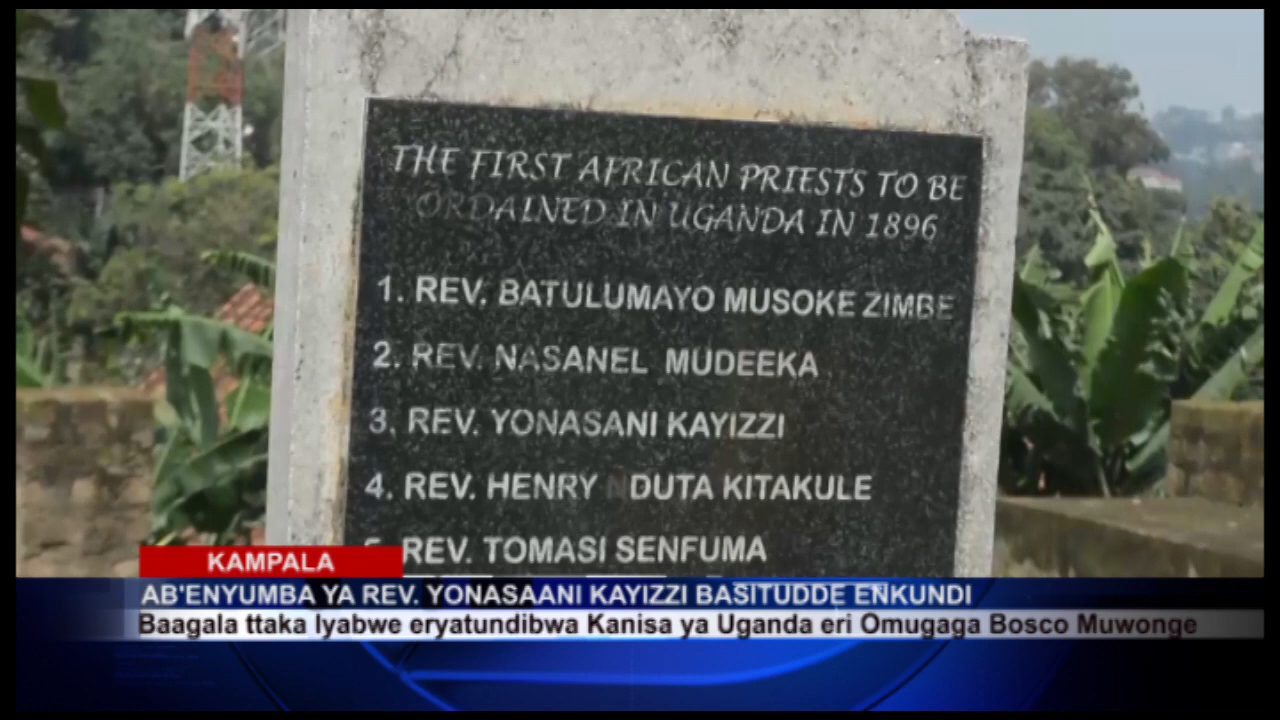 THE FIRST AFRICAN PRIESTS TO BE
ORDAINED IN UGANDA IN 1896
1. REV. BATULUMAYO MUSOKE ZIMBE
2. REV. NASANEL MUDEEKA
3. REV. YONASANI KAYIZZI
4. REV. HENRY NDUTA KITAKULE
5 REV. TOMASI SENFUMA
KAMPALA
AB'ENYUMBA YA REV. YONASAANI KAYIZZI BASITUDDE ENKUNDI
Baagala ttaka lyabwe eryatundibwa Kanisa ya Uganda eri Omugaga Bosco Muwonge